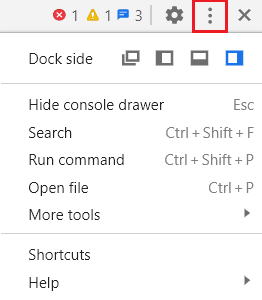 1 1 3
Dock side
Hide console drawer Esc
Search Ctrl + Shift + F
Run command Ctrl + Shift + P
Open file Ctrl + P
More tools
Shortcuts
Help